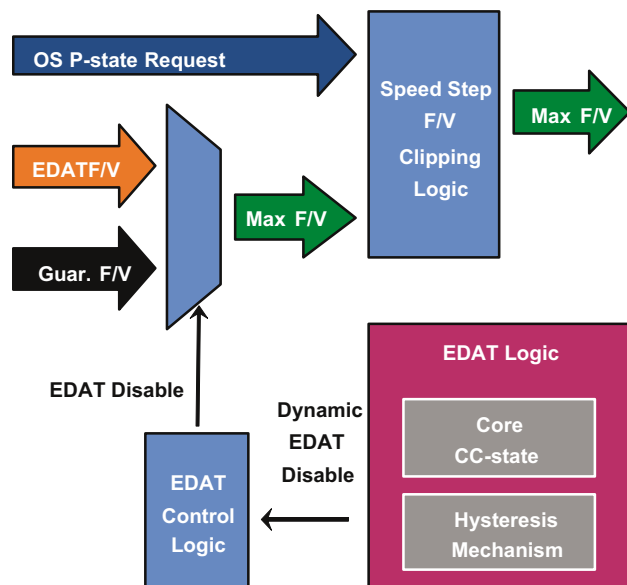 OS P-state Request
Speed Step
F/V
Clipping
Logic
Max F/V
EDATF/V
Max F/V
Guar. F/V
EDAT Disable
EDAT
Control
Logic
Dynamic
EDAT
Disable
EDAT Logic
Core
CC-state
Hysteresis
Mechanism